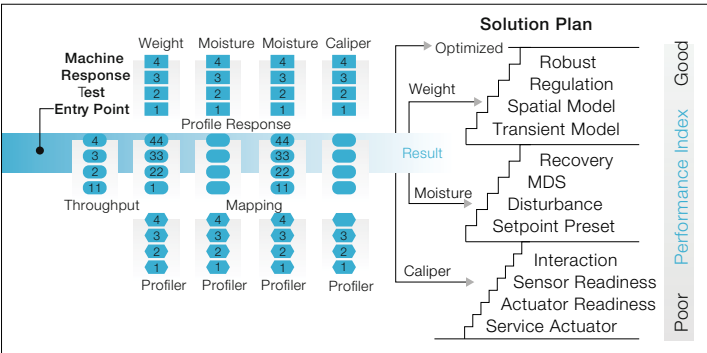 Solution Plan
Weight Moisture Moisture Caliper
Machine
Response
Test
Entry Point
4 4 4 4
3 3 3 3
2 2 2 2
1 1 1 1
Profile Response
4 44 44
3 33 33
2 22 22
11 1 11
Throughput
Mapping
4 4 4
3 3 3 3
2 2 2 2
1 1 1 1
Profiler Profiler Profiler Profiler
Result
Optimized
Weight
Moisture
Caliper
Robust
Regulation
Spatial Model
Transient Model
Recovery
MDS
Disturbance
Setpoint Preset
Interaction
Sensor Readiness
Actuator Readiness
Service Actuator
Good
Performance Index
Poor